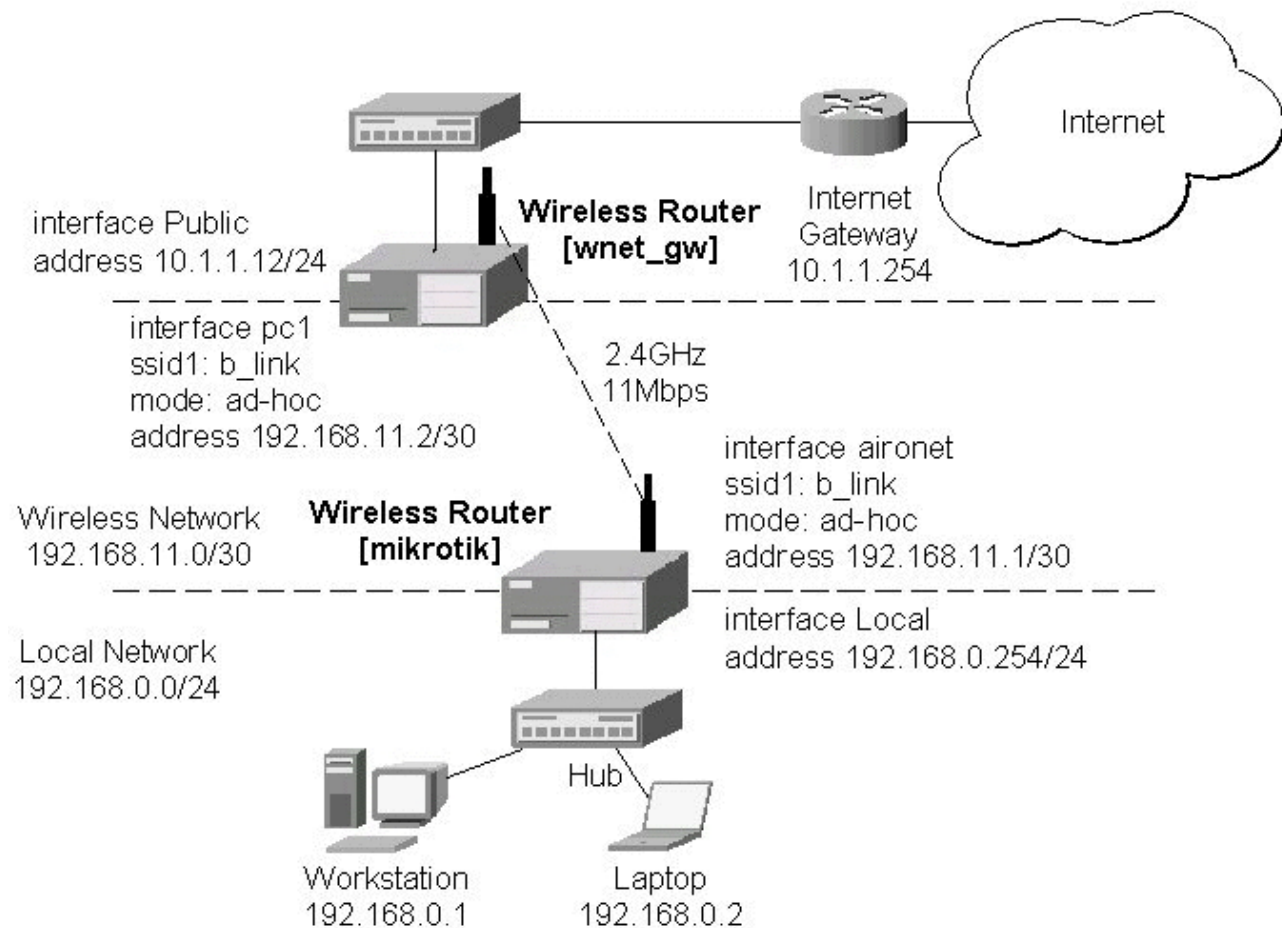 Internet
Internet
Gateway
10.1.1.254
interface Public
address 10.1.1.12/24
Wireless Router
[wnet_gw]
interface pc1
ssid1: b_link
mode: ad-hoc
address 192.168.11.2/30
2.4GHz
11Mbps
interface aironet
ssid1: b_link
mode: ad-hoc
address 192.168.11.1/30
Wireless Network
192.168.11.0/30
Wireless Router
[mikrotik]
interface Local
address 192.168.0.254/24
Local Network
192.168.0.0/24
Hub
Workstation
192.168.0.1
Laptop
192.168.0.2